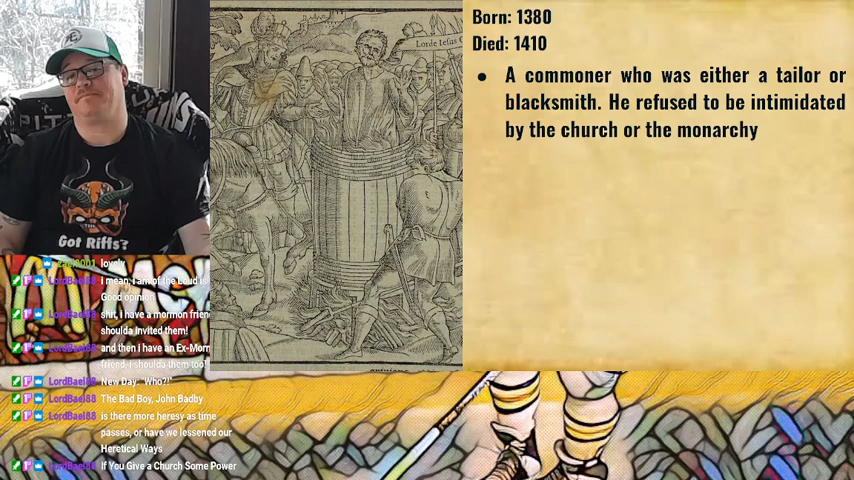 Born: 1380
Died: 1410
• A commoner who was either a tailor or
blacksmith. He refused to be intimidated
by the church or the monarchy
Lorde Iesus
Got Riffs?
lovely
LordBael88 i mean, i am of the Loud is
Good opinion
LordBael88 shit, i have a mormon frien
shoulda invited them!
LordBael88 and then i have an Ex-Morm
friend, i shoulda them too!
LordBael88 New Day: "Who?!"
LordBael88 The Bad Boy, John Badby
LordBael88 is there more heresy as time
passes, or have we lessened our
Heretical Ways
LordBael88 If You Give a Church Some Power